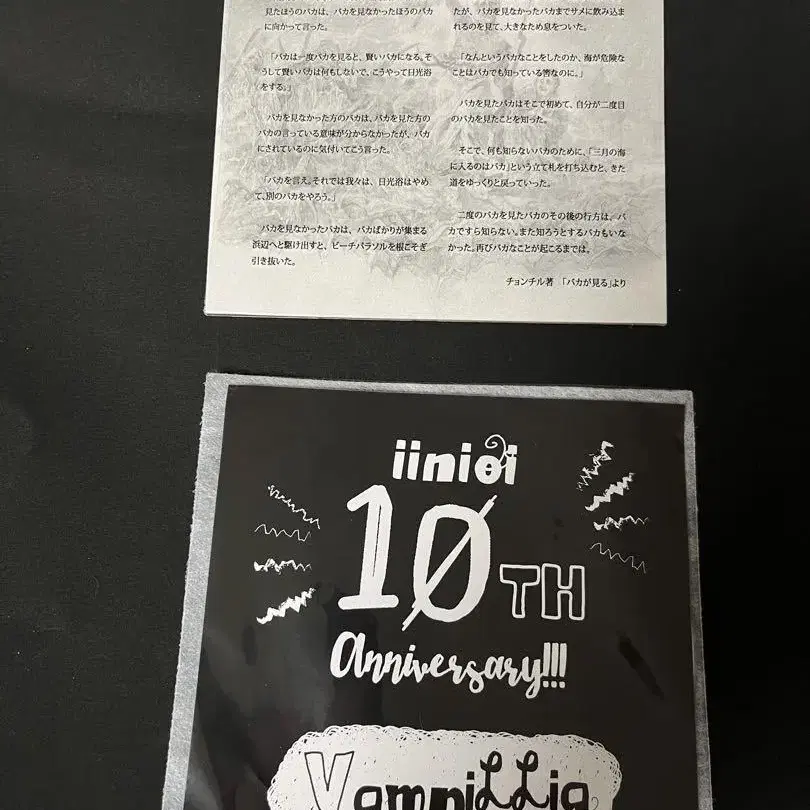 見たほうのバカは、バカを見なかったほうのバカ
に向かって言った。
「バカは一度バカを見ると、賢いバカになる。そ
うして賢いバカは何もしないで、こうやって日光浴
をする。」
バカを見なかった方のバカは、バカを見た方の
バカの言っている意味が分からなかったが、バカ
にされているのに気付いてこう言った。
「バカを言え。それでは我々は、日光浴はやめ
て、別のバカをやろう。」
バカを見なかったバカは、バカばかりが集まる
浜辺へと駆け出すと、ビーチパラソルを根こそぎ
引き抜いた。
たが、バカを見なかったバカまでサメに飲み込ま
れるのを見て、大きなため息をついた。
「なんというバカなことをしたのか、海が危険な
ことはバカでも知っている筈なのに。」
バカを見たバカはそこで初めて、自分が二度目
のバカを見たことを知った。
そこで、何も知らないバカのために、「三月の海
に入るのはバカ」という立て札を打ち込むと、きた
道をゆっくりと戻っていった。
二度のバカを見たバカのその後の行方は、バ
カですら知らない。また知ろうとするバカもいな
かった。再びバカなことが起こるまでは。
チョンチル著 「バカが見る」より
iinioi
10TH
Anniversary!!!
VampiLLia